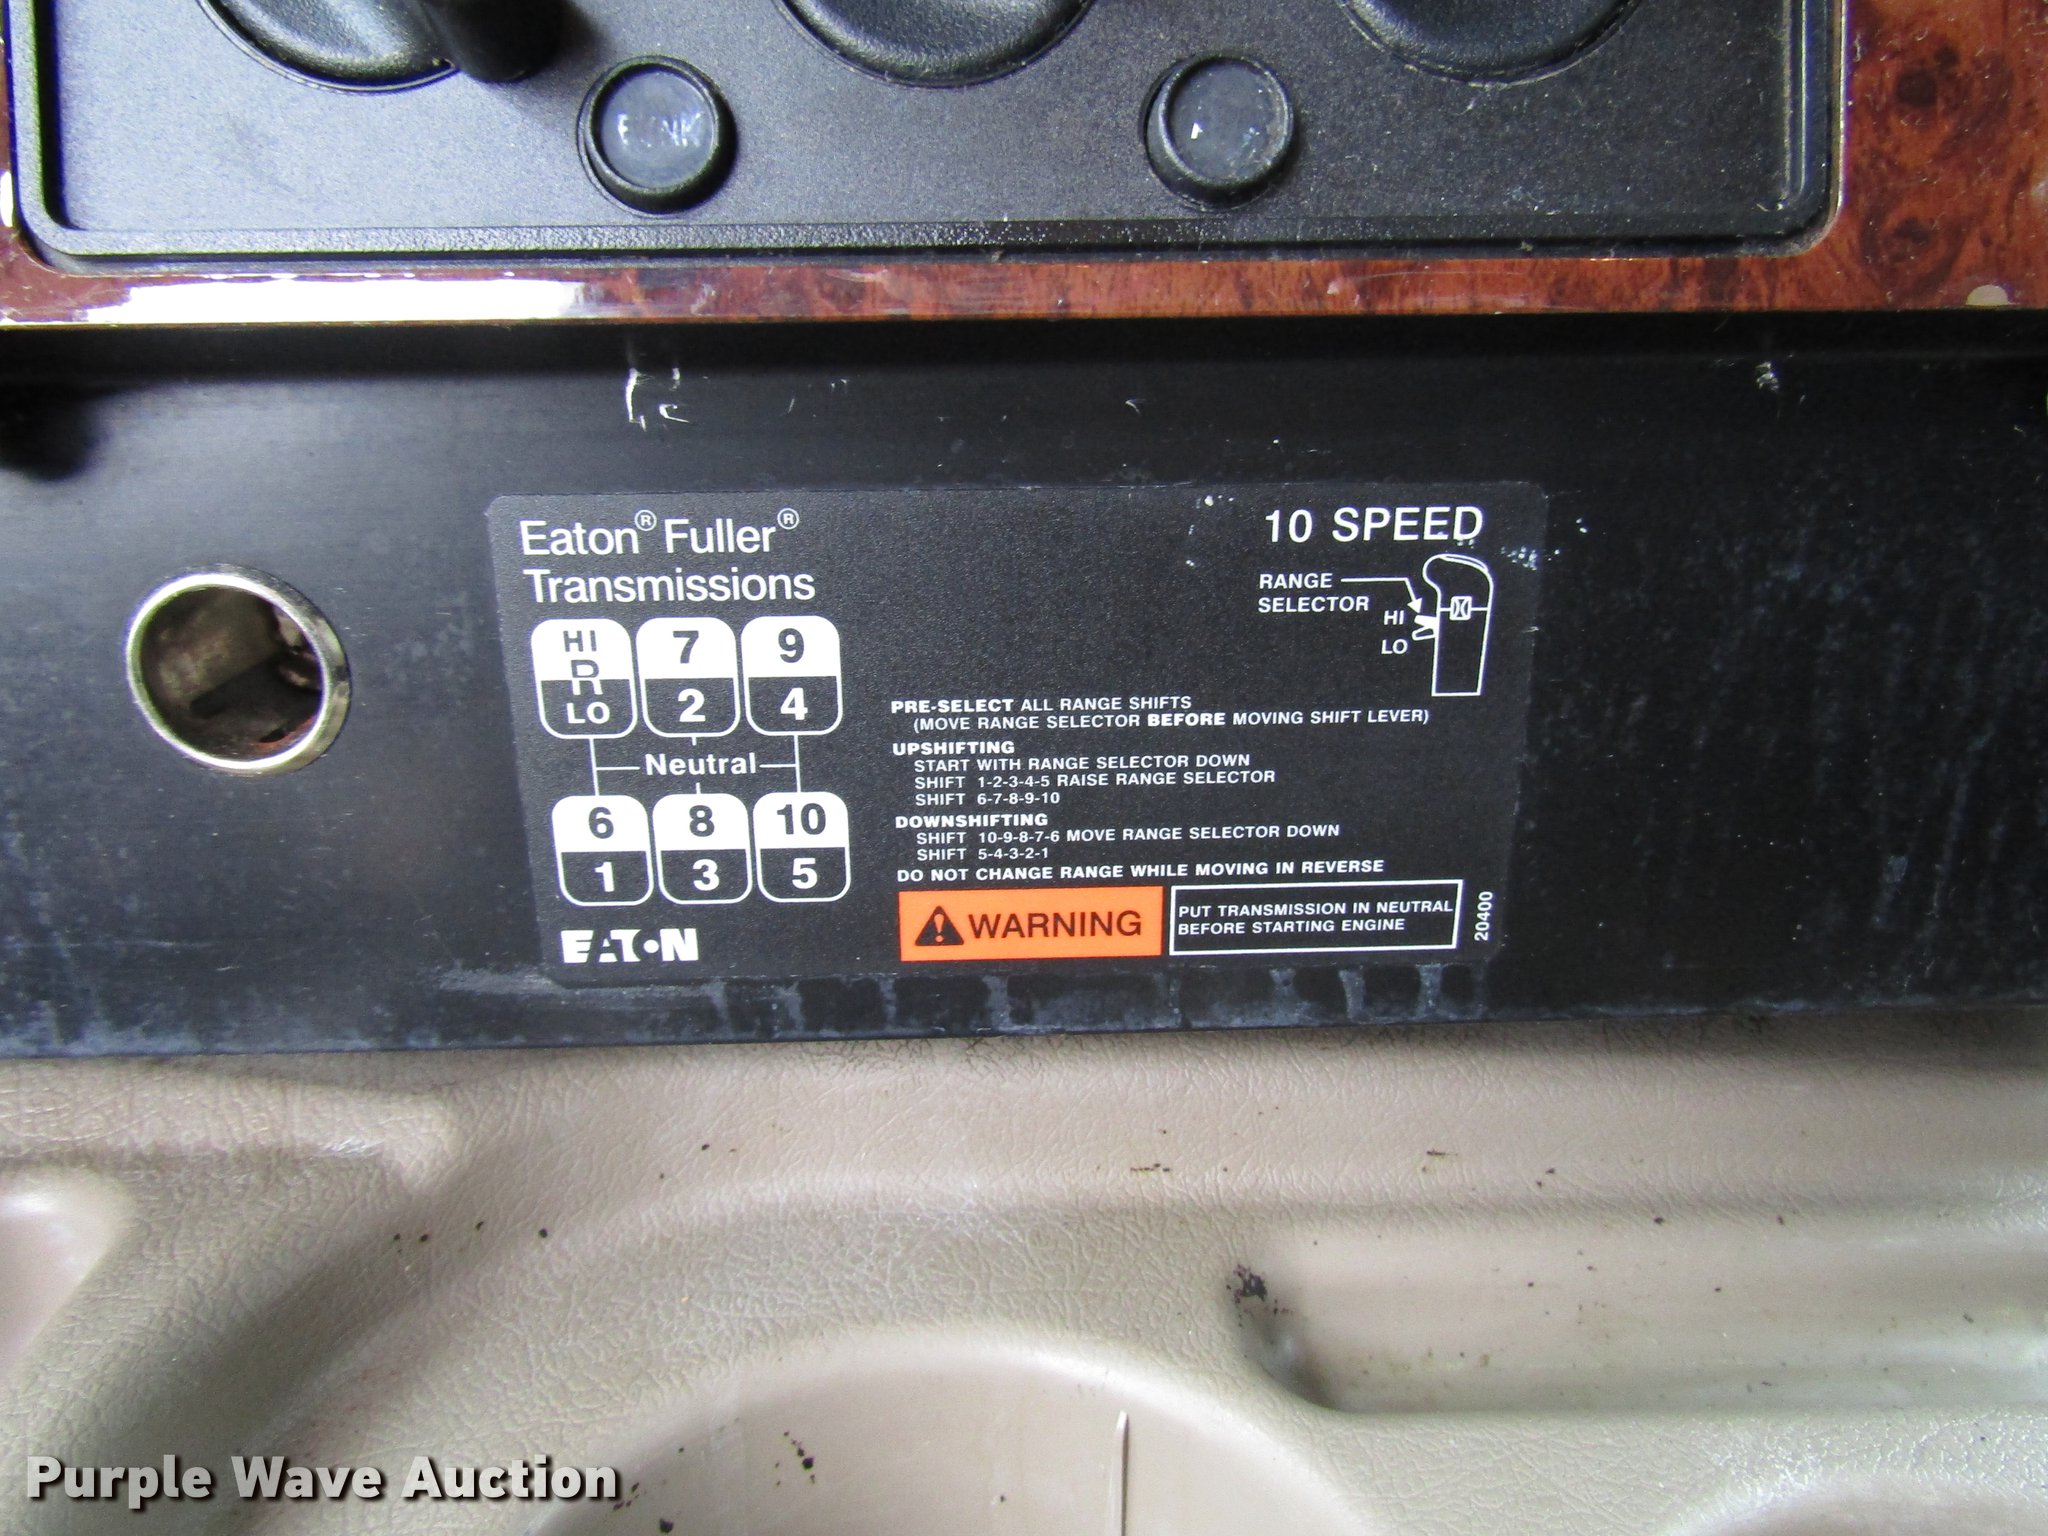 Eaton® Fuller®
Transmissions
10 SPEED
RANGE
SELECTOR
HI
LO
HI 7 9
R
LO 2 4
Neutral
6 8 10
1 3 5
EATON
PRE-SELECT ALL RANGE SHIFTS
(MOVE RANGE SELECTOR BEFORE MOVING SHIFT LEVER)
UPSHIFTING
START WITH RANGE SELECTOR DOWN
SHIFT 1-2-3-4-5 RAISE RANGE SELECTOR
SHIFT 6-7-8-9-10
DOWNSHIFTING
SHIFT 10-9-8-7-6 MOVE RANGE SELECTOR DOWN
SHIFT 5-4-3-2-1
DO NOT CHANGE RANGE WHILE MOVING IN REVERSE
WARNING
PUT TRANSMISSION IN NEUTRAL
BEFORE STARTING ENGINE
20400
Purple Wave Auction